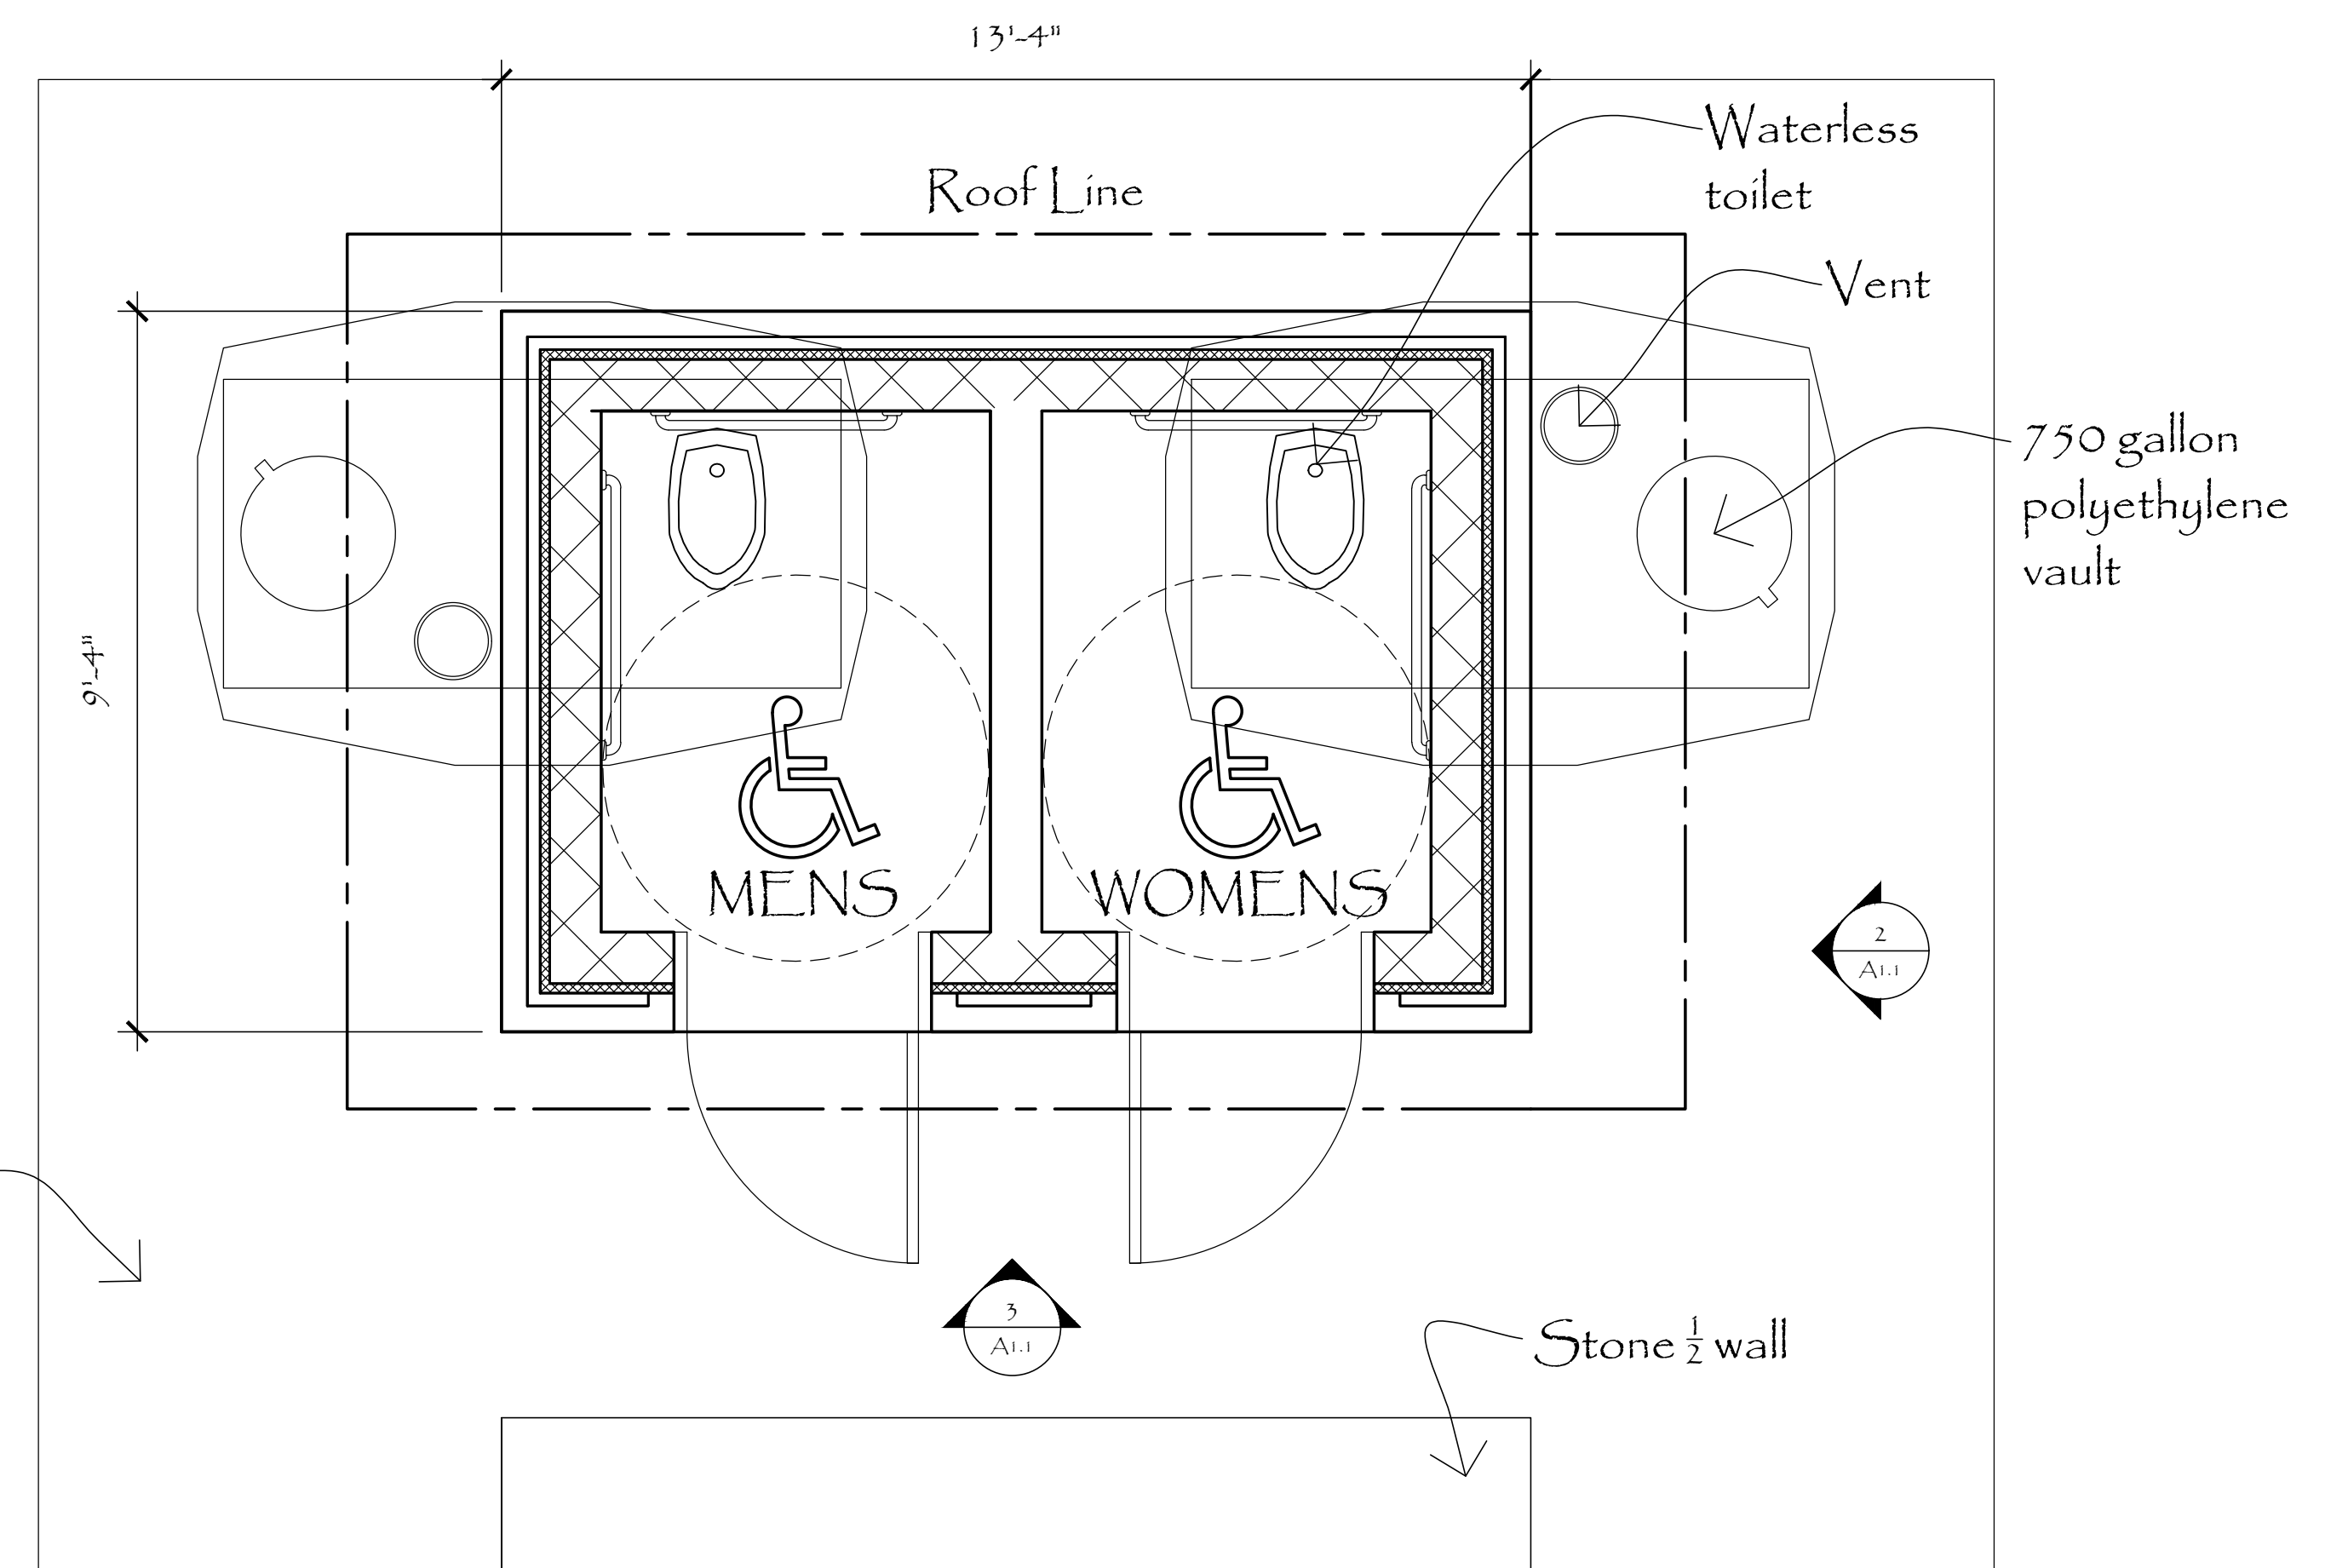 13'-4"
Waterless
toilet
Roof Line
Vent
750 gallon
polyethylene
vault
9'-4"
MENS
WOMENS
2
A1.1
3
A1.1
Stone ½ wall